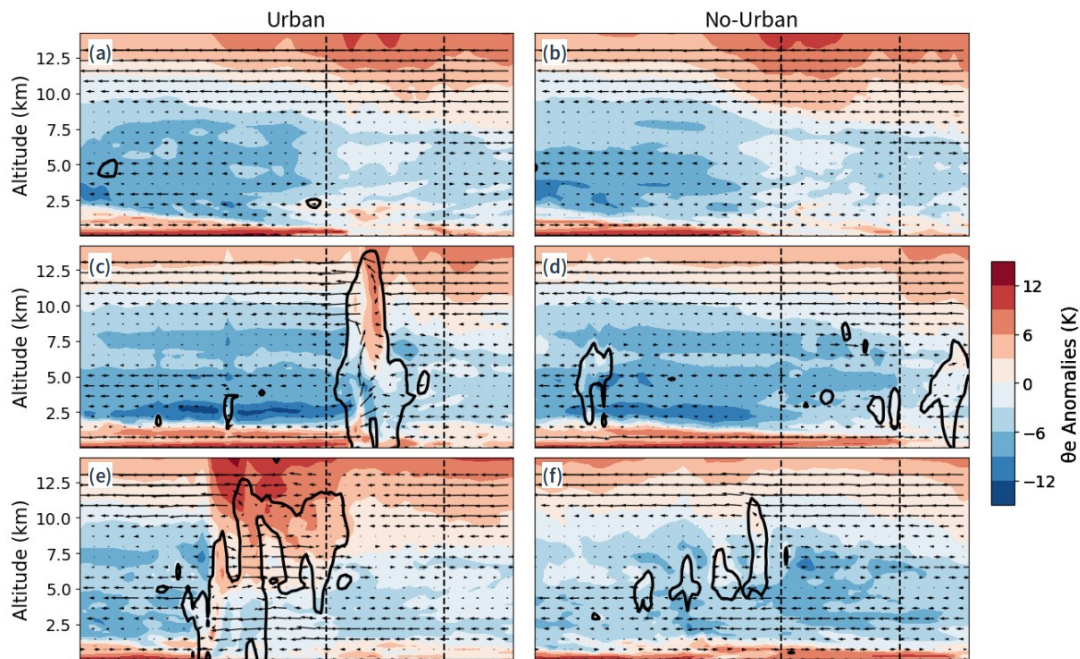 Urban No-Urban
(a) (b)
12.5
10.0
7.5
5.0
2.5
Altitude (km)
(c) (d)
12.5
10.0
7.5
5.0
2.5
Altitude (km)
(e) (f)
12.5
10.0
7.5
5.0
2.5
Altitude (km)
12
6
0
−6
−12
θe Anomalies (K)